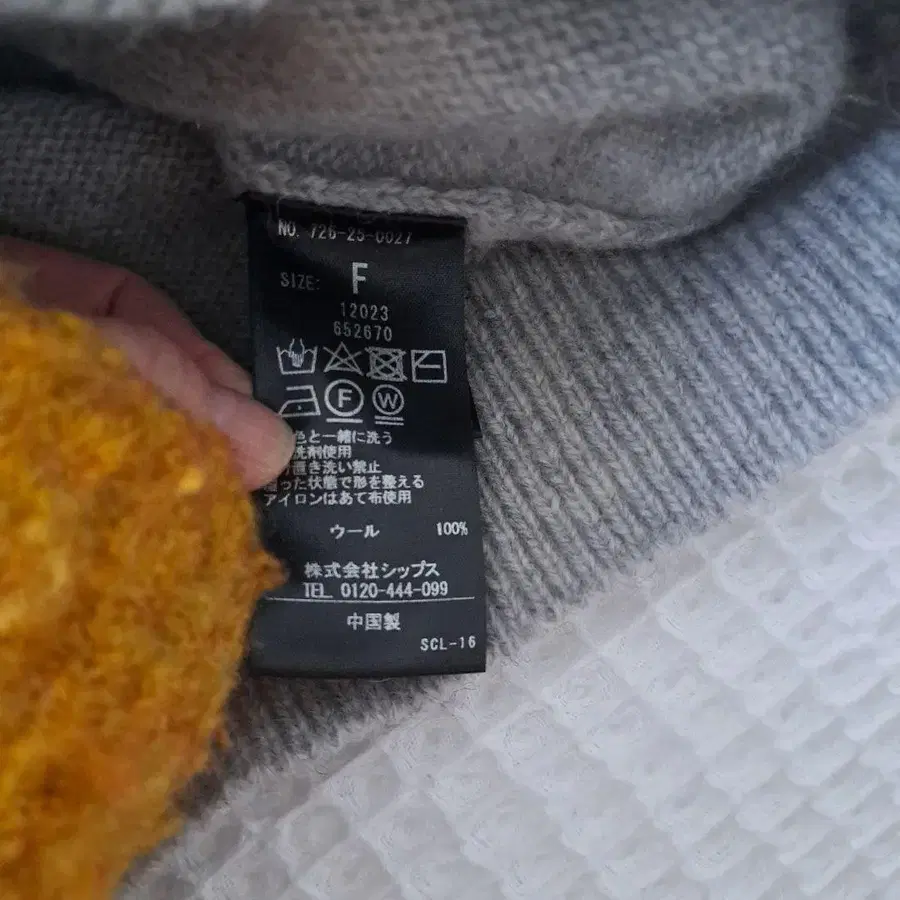 NO. 726-25-0027
SIZE: F
12023
652670
F W
色と一緒に洗う
洗剤使用
置き洗い禁止
った状態で形を整える
アイロンはあて布使用
ウール 100%
株式会社シップス
TEL 0120-444-099
中国製
SCL-16